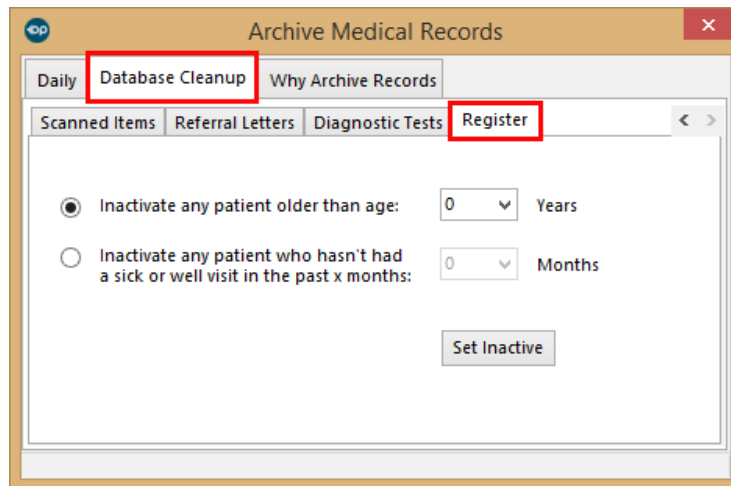 OP
Archive Medical Records
Daily
Database Cleanup
Why Archive Records
Scanned Items
Referral Letters
Diagnostic Tests
Register
Inactivate any patient older than age:
0
Years
Inactivate any patient who hasn't had
a sick or well visit in the past x months:
0
Months
Set Inactive